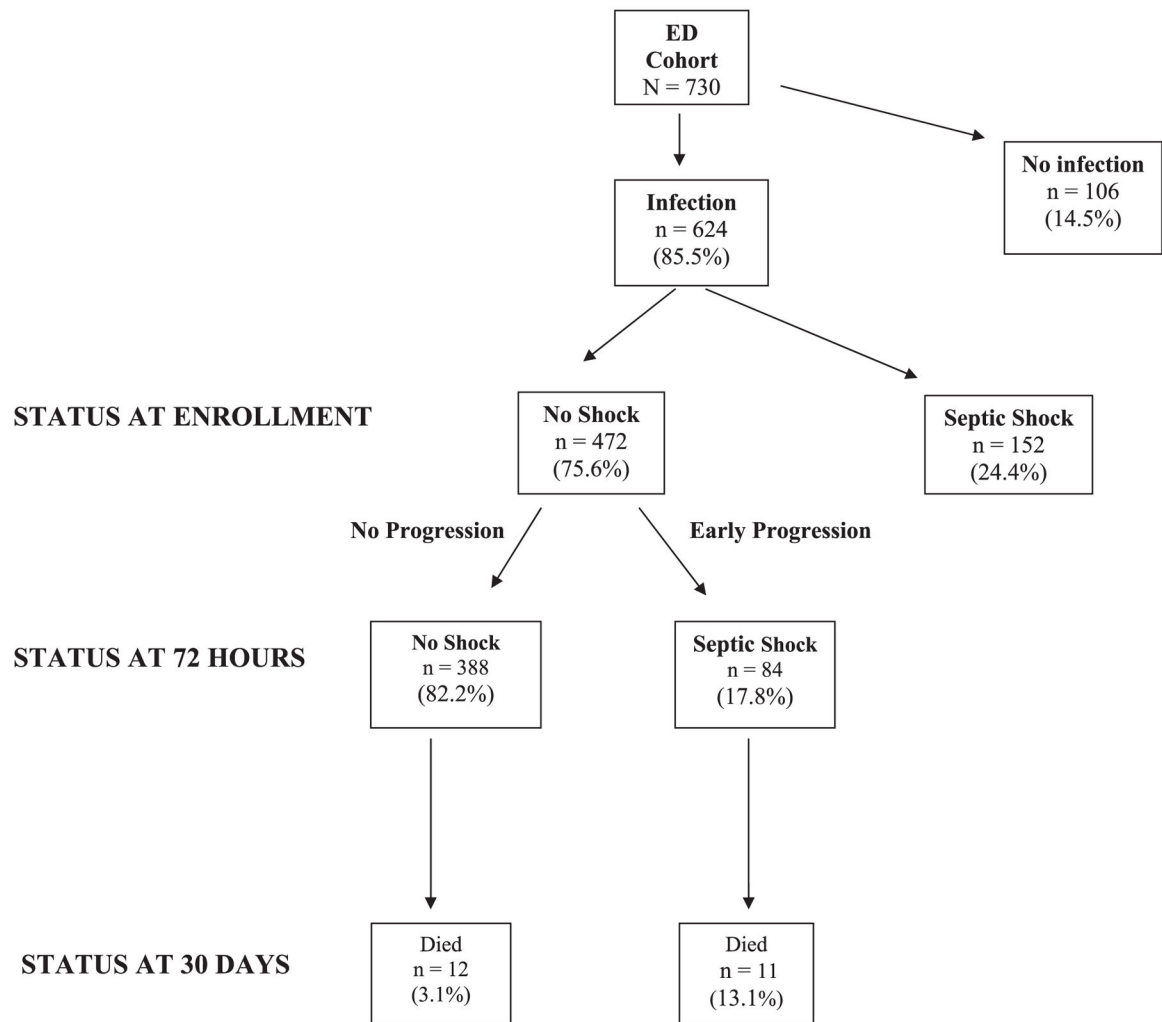 ED
Cohort
N = 730
No infection
n = 106
(14.5%)
Infection
n = 624
(85.5%)
STATUS AT ENROLLMENT
No Shock
n = 472
(75.6%)
Septic Shock
n = 152
(24.4%)
No Progression
Early Progression
STATUS AT 72 HOURS
No Shock
n = 388
(82.2%)
Septic Shock
n = 84
(17.8%)
STATUS AT 30 DAYS
Died
n = 12
(3.1%)
Died
n = 11
(13.1%)